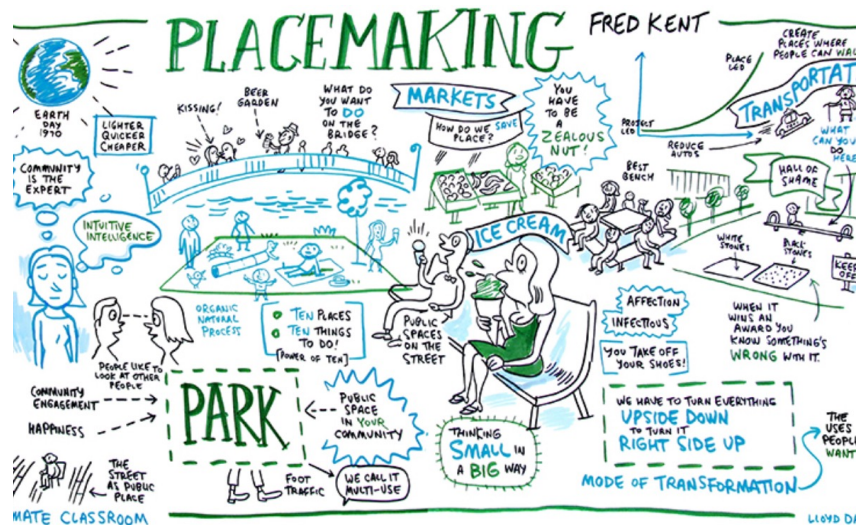 PLACEMAKING
FRED KENT
EARTH
DAY
1970
LIGHTER
QUICKER
CHEAPER
COMMUNITY
IS THE
EXPERT
INTUITIVE
INTELLIGENCE
KISSING!
BEER
GARDEN
WHAT DO
YOU WANT
TO DO
ON THE
BRIDGE?
MARKETS
HOW DO WE SAVE
PLACE?
YOU
HAVE
TO BE
A
ZEALOUS
NUT!
CREATE
PLACES WHERE
PEOPLE CAN
PLACE
LED
PROJECT
LED
REDUCE
AUTOS
WHAT
CAN YOU
DO
HERE
HALL OF
SHAME
BEST
BENCH
WHITE
STONES
BLACK
STONES
KEEP
OFF
WHEN IT
WINS AN
AWARD YOU
KNOW SOMETHING'S
WRONG WITH IT.
ICE CREAM
PUBLIC
SPACES
ON THE
STREET
ORGANIC
NATURAL
PROCESS
TEN PLACES
TEN THINGS
TO DO!
[POWER OF TEN]
PEOPLE LIKE TO
LOOK AT OTHER
PEOPLE
AFFECTION
INFECTIOUS
YOU TAKE OFF
YOUR SHOES!
COMMUNITY
ENGAGEMENT
HAPPINESS
PARK
PUBLIC
SPACE
IN YOUR
COMMUNITY
THINKING
SMALL IN
A BIG WAY
WE HAVE TO TURN EVERYTHING
UPSIDE DOWN
TO TURN IT
RIGHT SIDE UP
MODE OF TRANSFORMATION
THE
USES
PEOPLE
WANT
THE
STREET
AS PUBLIC
PLACE
FOOT
TRAFFIC
WE CALL IT
MULTI-USE
CLASSROOM
LLOYD